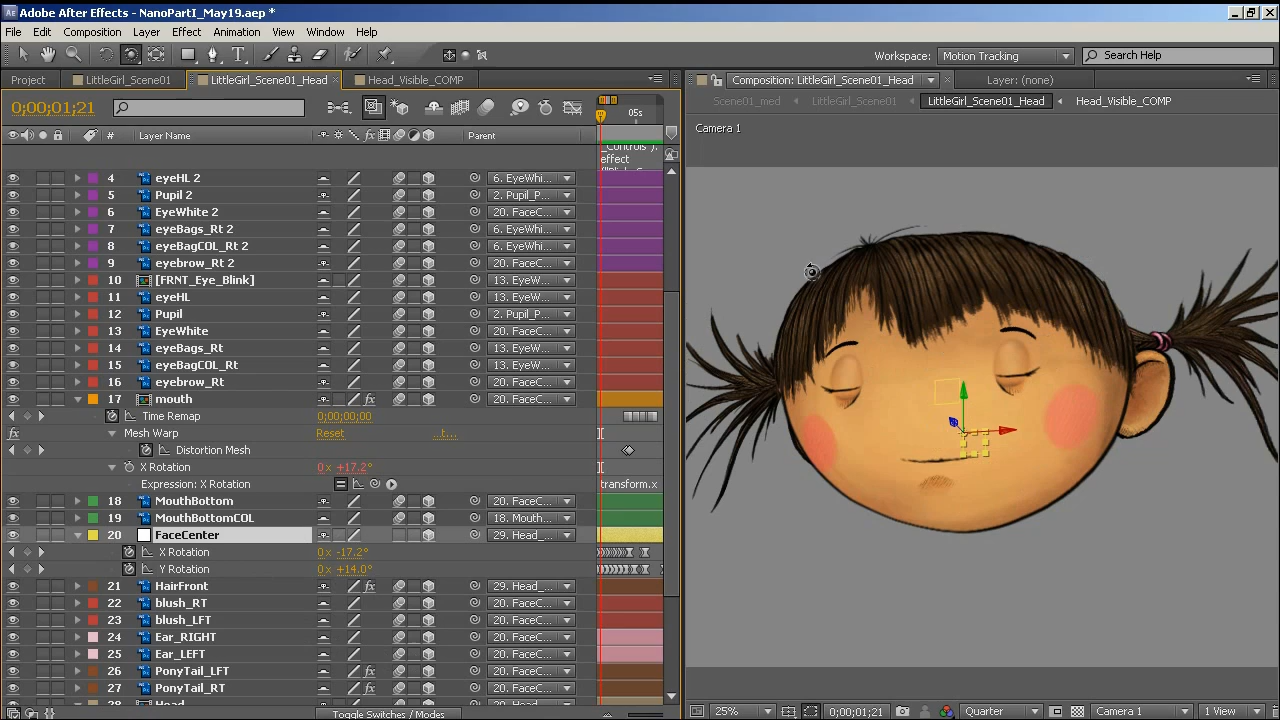 Adobe After Effects - NanoPartI_May19.aep *
File Edit Composition Layer Effect Animation View Window Help
Workspace: Motion Tracking Search Help
Project LittleGirl_Scene01 LittleGirl_Scene01_Head Head_Visible_COMP
Composition: LittleGirl_Scene01_Head Layer: (none)
0;00;01;21 05s
Scene01_med LittleGirl_Scene01 LittleGirl_Scene01_Head Head_Visible_COMP
Camera 1
# Layer Name fx Parent
_Controls").
effect
4 eyeHL 2 6. EyeWhi...
5 Pupil 2 2. Pupil_P...
6 EyeWhite 2 20. FaceC...
7 eyeBags_Rt 2 6. EyeWhi...
8 eyeBagCOL_Rt 2 6. EyeWhi...
9 eyebrow_Rt 2 20. FaceC...
10 [FRNT_Eye_Blink] 13. EyeW...
11 eyeHL 13. EyeW...
12 Pupil 2. Pupil_P...
13 EyeWhite 20. FaceC...
14 eyeBags_Rt 13. EyeW...
15 eyeBagCOL_Rt 13. EyeW...
16 eyebrow_Rt 20. FaceC...
17 mouth fx 20. FaceC...
Time Remap 0;00;00;00
fx Mesh Warp Reset ...t...
Distortion Mesh
X Rotation 0x +17.2°
Expression: X Rotation transform.x
18 MouthBottom 20. FaceC...
19 MouthBottomCOL 18. Mouth...
20 FaceCenter 29. Head_...
X Rotation 0x -17.2°
Y Rotation 0x +14.0°
21 HairFront fx 29. Head_...
22 blush_RT 20. FaceC...
23 blush_LFT 20. FaceC...
24 Ear_RIGHT 20. FaceC...
25 Ear_LEFT 20. FaceC...
26 PonyTail_LFT fx 20. FaceC...
27 PonyTail_RT fx 20. FaceC...
Head
Toggle Switches / Modes
25% 0;00;01;21 Quarter Camera 1 1 View